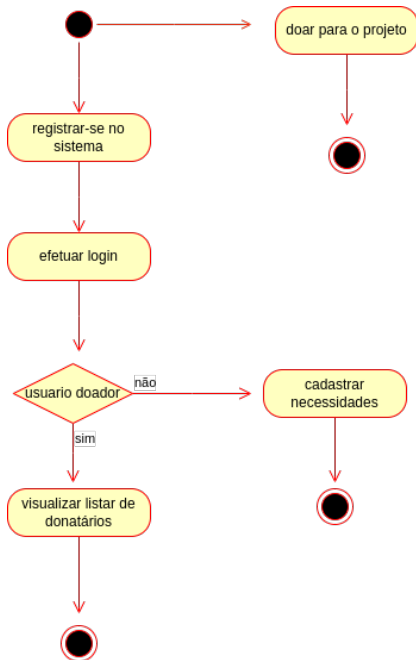 doar para o projeto
registrar-se no
sistema
efetuar login
usuario doador
não
cadastrar
necessidades
sim
visualizar listar de
donatários